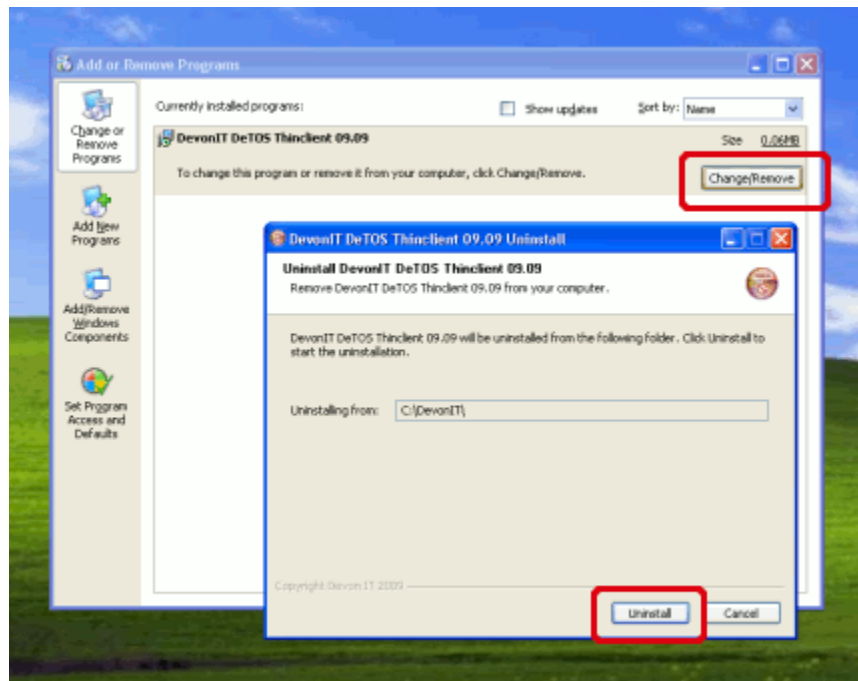 Add or Remove Programs
Change or
Remove
Programs
Currently installed programs:
Show updates
Sort by: Name
DevonIT DeTOS Thinclient 09.09
Size 0.06MB
To change this program or remove it from your computer, click Change/Remove.
Change/Remove
Add New
Programs
Add/Remove
Windows
Components
Set Program
Access and
Defaults
DevonIT DeTOS Thinclient 09.09 Uninstall
Uninstall DevonIT DeTOS Thinclient 09.09
Remove DevonIT DeTOS Thinclient 09.09 from your computer.
DevonIT DeTOS Thinclient 09.09 will be uninstalled from the following folder. Click Uninstall to
start the uninstallation.
Uninstalling from: C:\DevonIT\
Copyright Devon IT 2009
Uninstall
Cancel